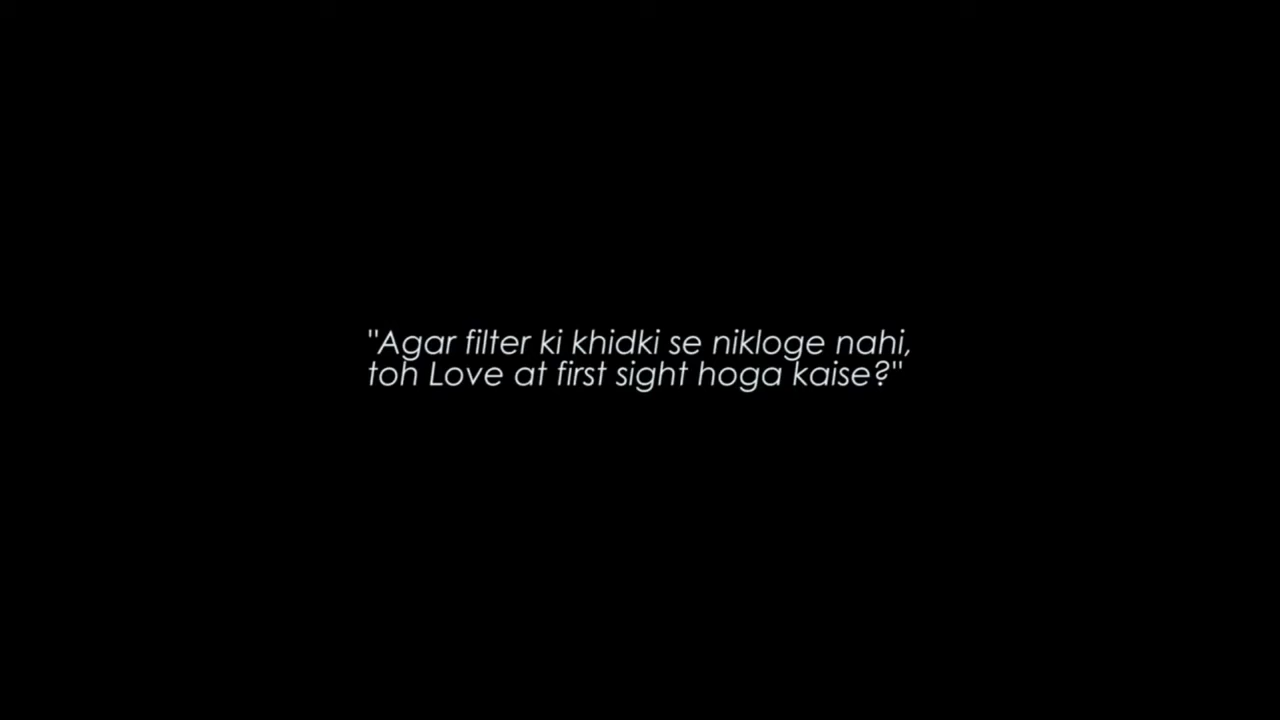 "Agar filter ki khidki se nikloge nahi,
toh Love at first sight hoga kaise?"